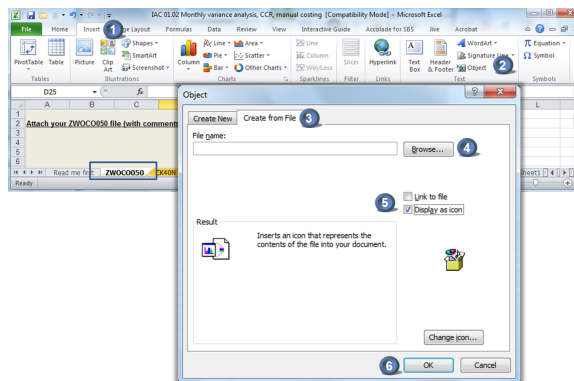 IAC 01.02 Monthly variance analysis, CCR, manual costing [Compatibility Mode] - Microsoft Excel
File Home Insert Page Layout Formulas Data Review View Interactive Guide Accolade for SBS Jive Acrobat
PivotTable Table Picture Clip Art Shapes SmartArt Screenshot Column Line Pie Bar Area Scatter Other Charts Line Column Win/Loss Slicer Hyperlink Text Box Header & Footer WordArt Signature Line Object Equation Symbol
Tables Illustrations Charts Sparklines Filter Links Text Symbols
1
2
D25 fx
A B C L
1
2 Attach your ZWOCO050 file (with comments
3
4
5
6
Read me first ZWOCO050 CK40N Sheet1
Ready
Object
Create New Create from File 3
File name:
Browse... 4
Link to file
5 Display as icon
Result
Inserts an icon that represents the
contents of the file into your document.
Change icon...
6 OK Cancel